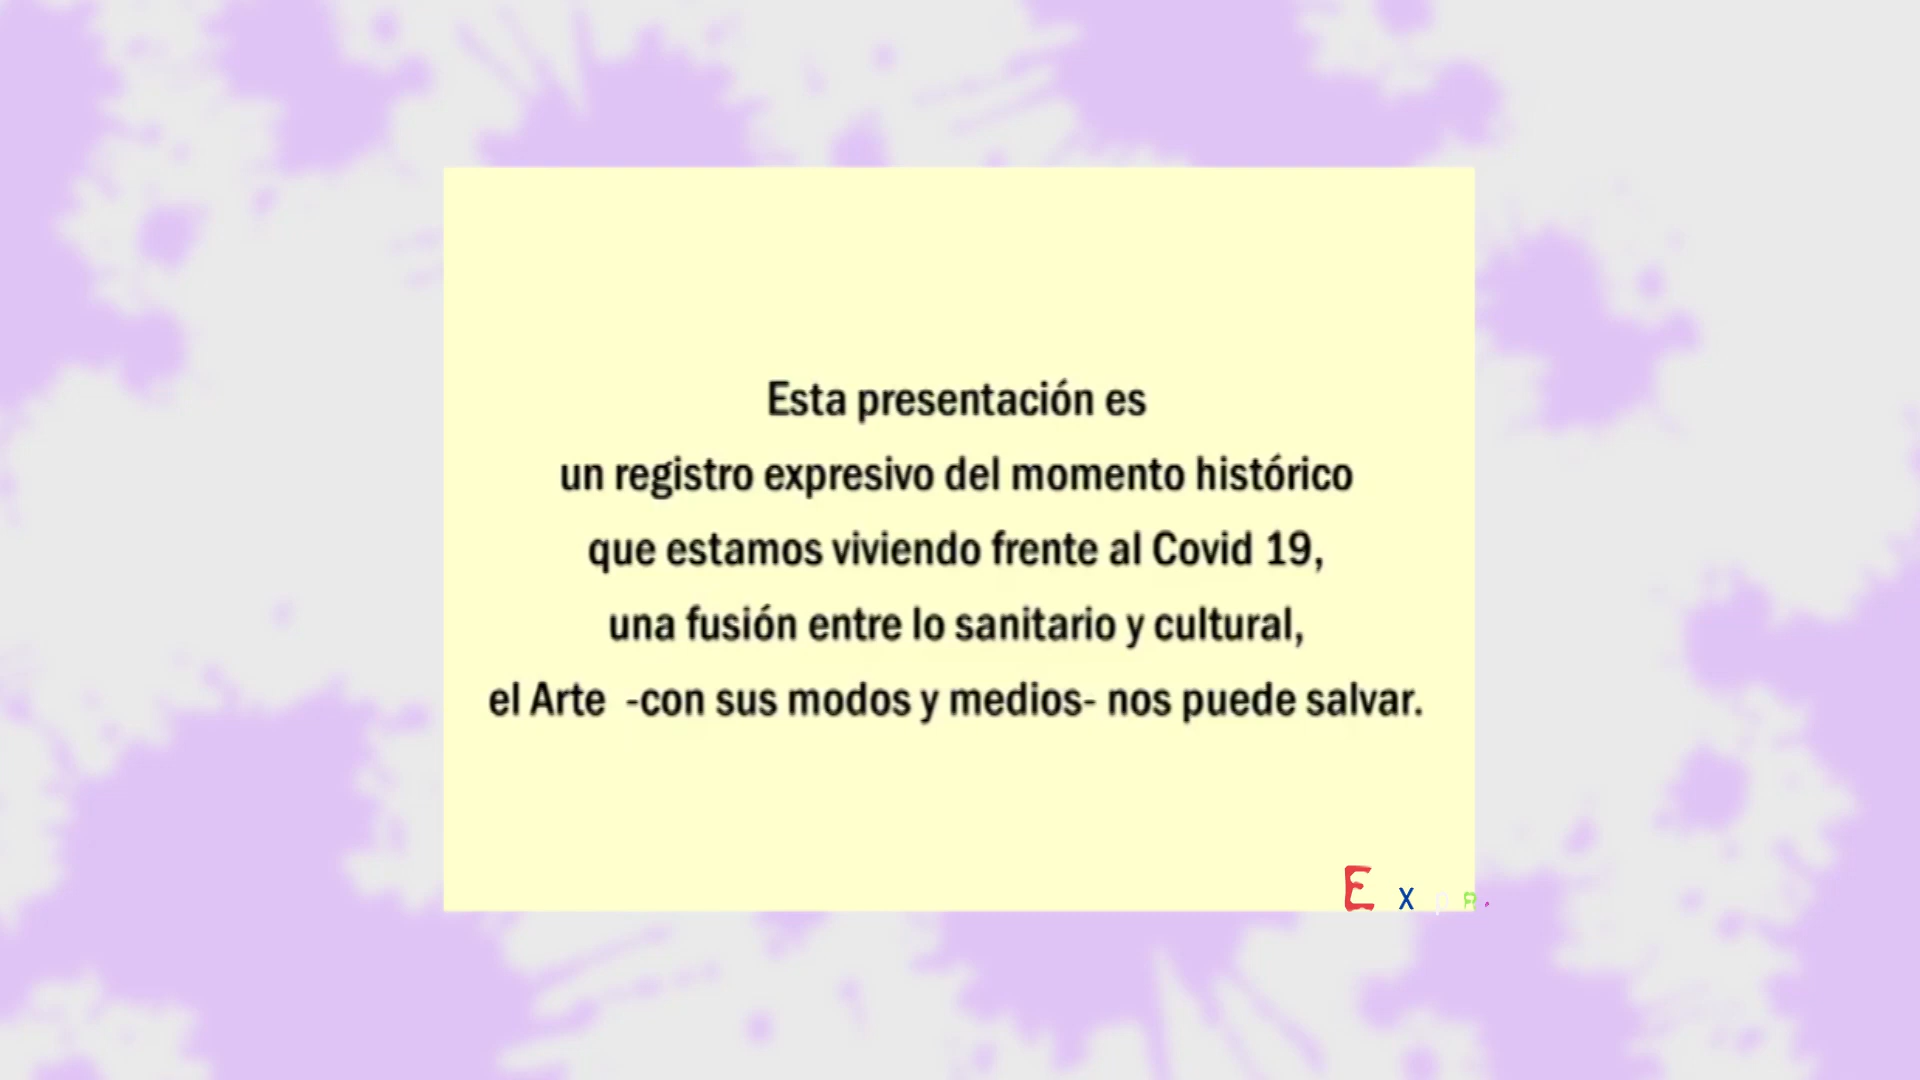 Esta presentación es
un registro expresivo del momento histórico
que estamos viviendo frente al Covid 19,
una fusión entre lo sanitario y cultural,
el Arte -con sus modos y medios- nos puede salvar.
E x p R